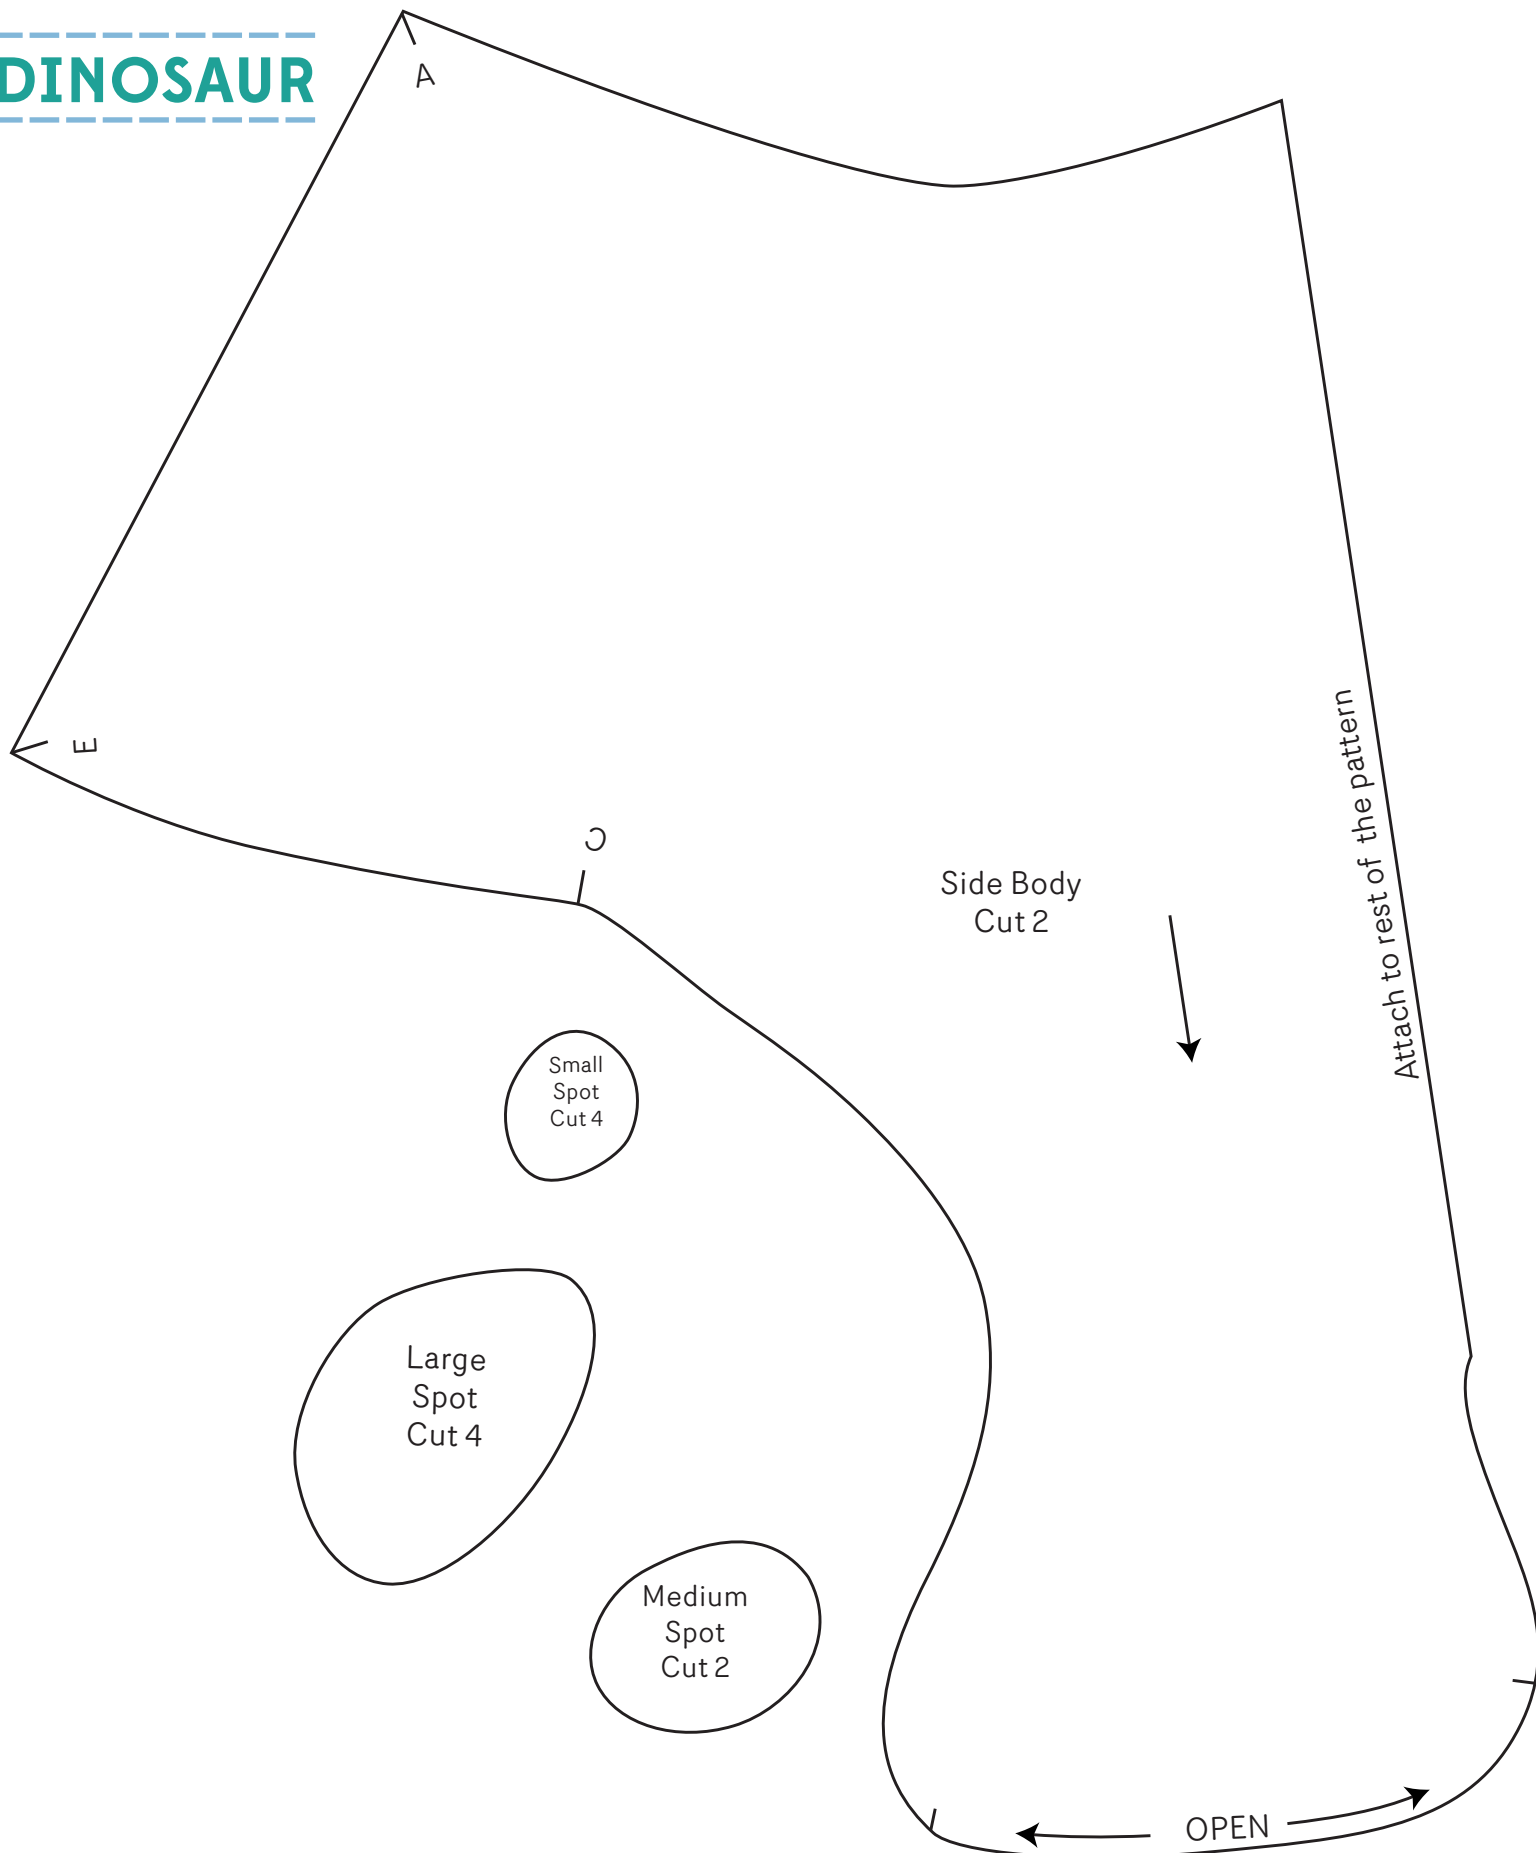 DINOSAUR
A
E
C
Side Body
Cut 2
Attach to rest of the pattern
Small
Spot
Cut 4
Large
Spot
Cut 4
Medium
Spot
Cut 2
OPEN